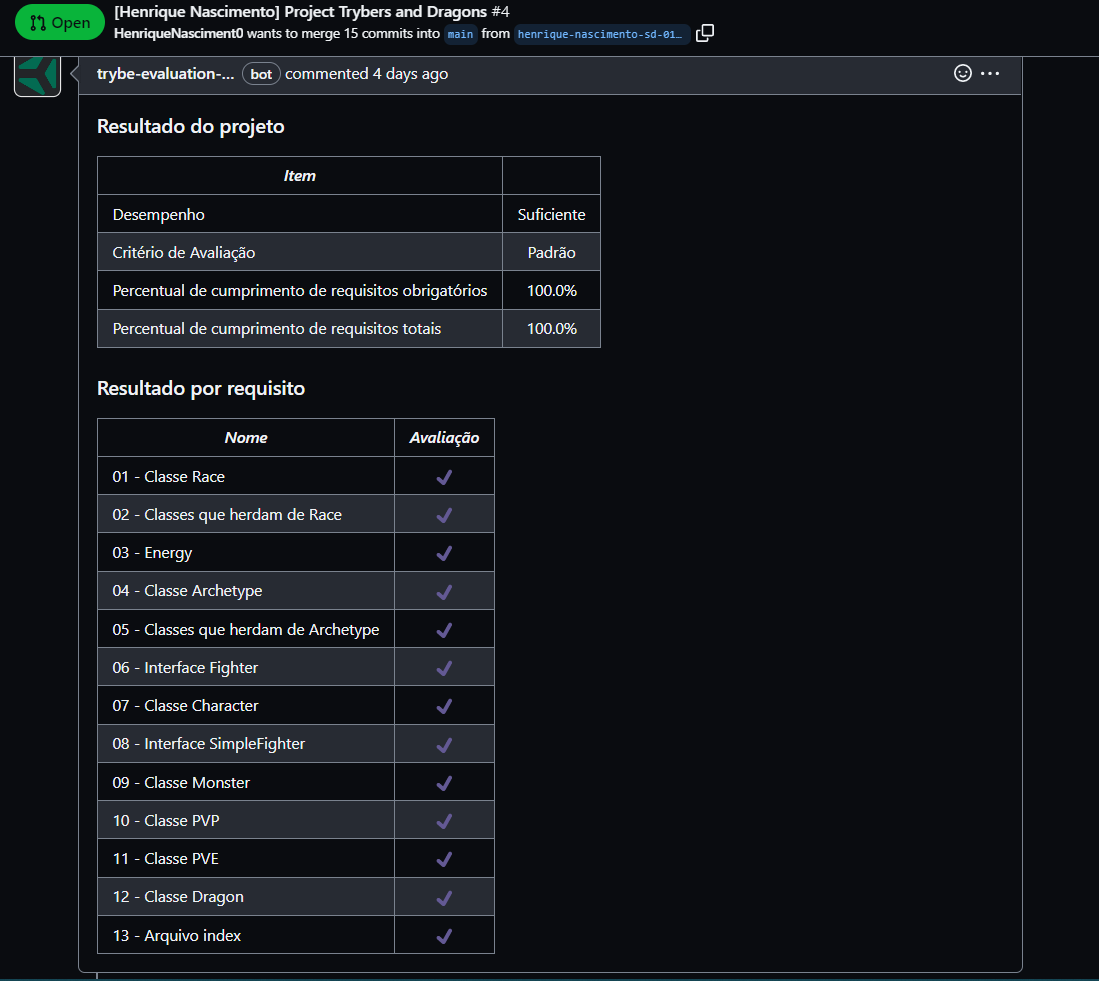 Open
[Henrique Nascimento] Project Trybers and Dragons #4
HenriqueNasciment0 wants to merge 15 commits into main from henrique-nascimento-sd-01…
trybe-evaluation-... bot commented 4 days ago
Resultado do projeto
Item
Desempenho Suficiente
Critério de Avaliação Padrão
Percentual de cumprimento de requisitos obrigatórios 100.0%
Percentual de cumprimento de requisitos totais 100.0%
Resultado por requisito
Nome Avaliação
01 - Classe Race ✔
02 - Classes que herdam de Race ✔
03 - Energy ✔
04 - Classe Archetype ✔
05 - Classes que herdam de Archetype ✔
06 - Interface Fighter ✔
07 - Classe Character ✔
08 - Interface SimpleFighter ✔
09 - Classe Monster ✔
10 - Classe PVP ✔
11 - Classe PVE ✔
12 - Classe Dragon ✔
13 - Arquivo index ✔